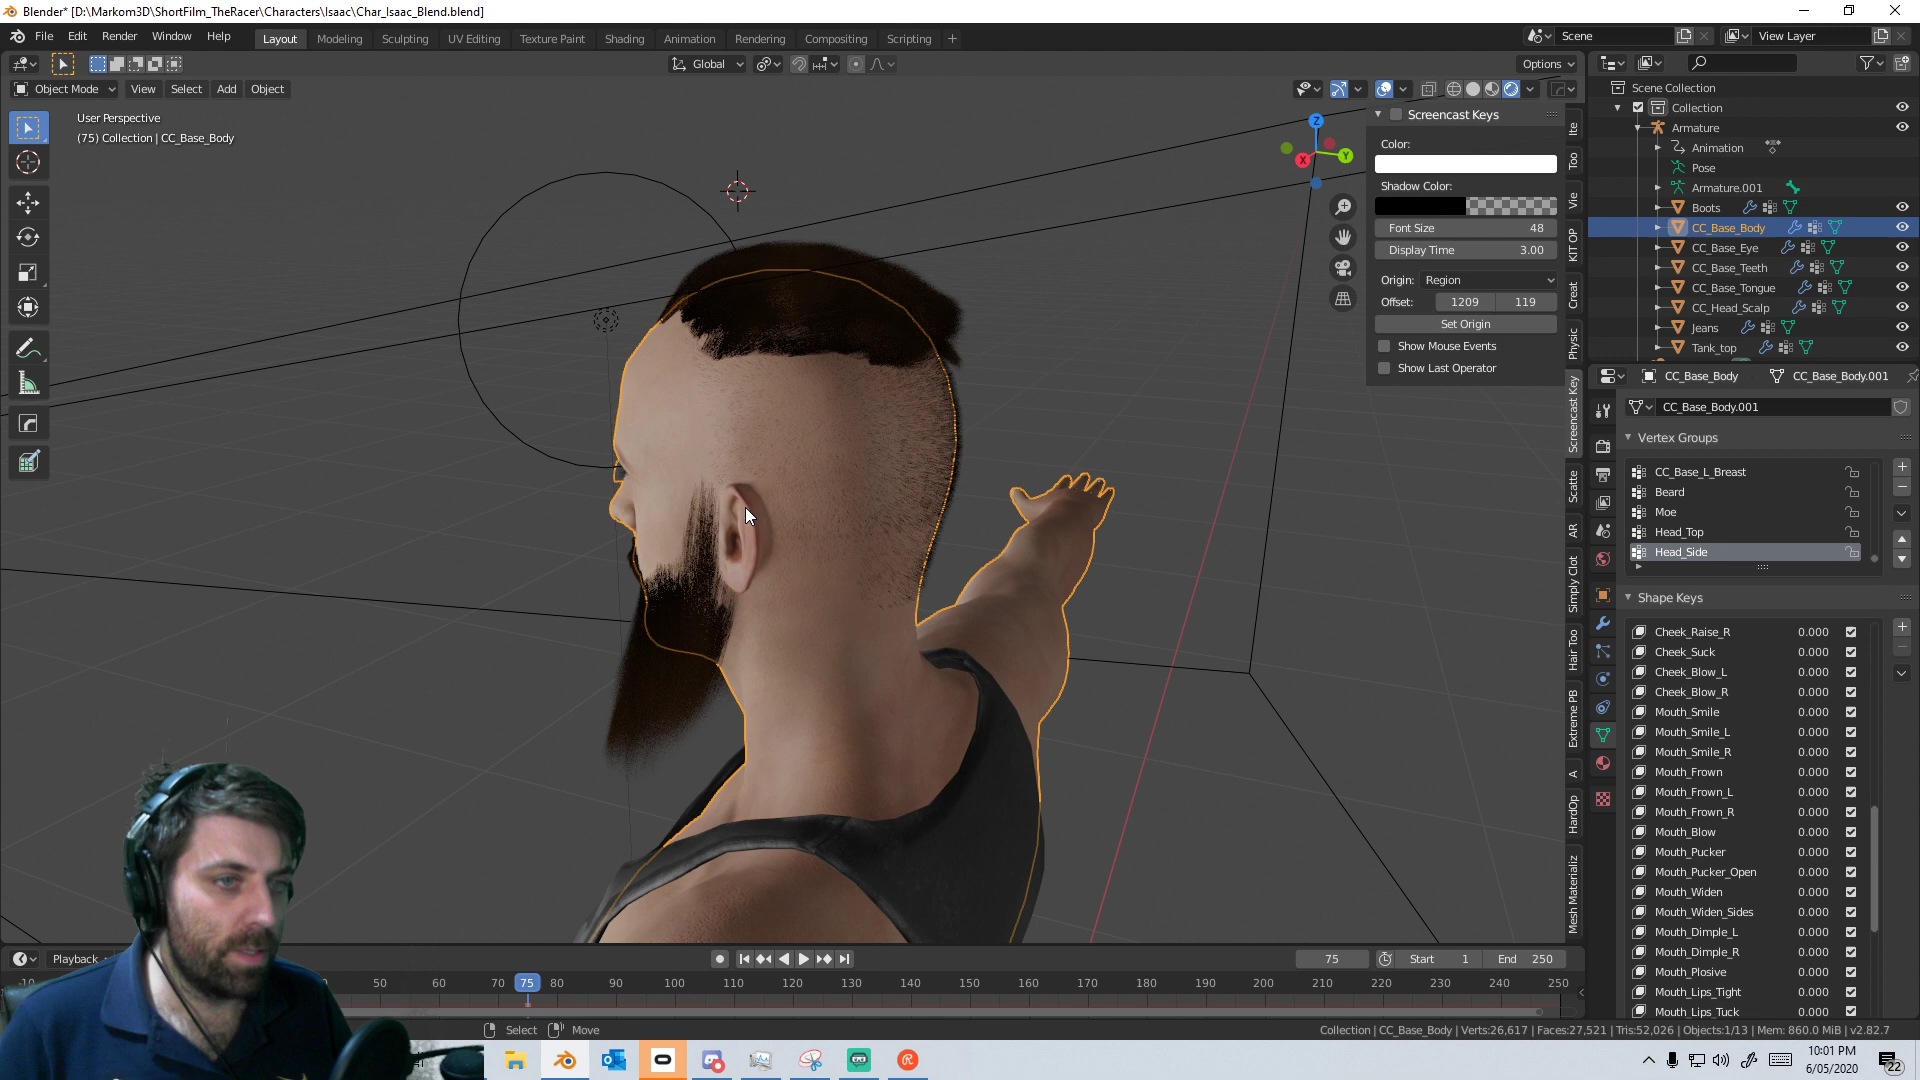 Blender* [D:\Markom3D\ShortFilm_TheRacer\Characters\Isaac\Char_Isaac_Blend.blend]
File Edit Render Window Help Layout Modeling Sculpting UV Editing Texture Paint Shading Animation Rendering Compositing Scripting + Scene View Layer
Global Options
Object Mode View Select Add Object
User Perspective
(75) Collection | CC_Base_Body
Z
Y
X
Screencast Keys
Color:
Shadow Color:
Font Size 48
Display Time 3.00
Origin: Region
Offset: 1209 119
Set Origin
Show Mouse Events
Show Last Operator
Ite
Too
Vie
KIT OP
Creat
Physic
Screencast Key
Scatte
AR
Simply Clot
Hair Too
Extreme PB
A
HardOp
Mesh Materializ
Scene Collection
Collection
Armature
Animation
Pose
Armature.001
Boots
CC_Base_Body
CC_Base_Eye
CC_Base_Teeth
CC_Base_Tongue
CC_Head_Scalp
Jeans
Tank_top
CC_Base_Body CC_Base_Body.001
CC_Base_Body.001
Vertex Groups
CC_Base_L_Breast
Beard
Moe
Head_Top
Head_Side
Shape Keys
Cheek_Raise_R 0.000
Cheek_Suck 0.000
Cheek_Blow_L 0.000
Cheek_Blow_R 0.000
Mouth_Smile 0.000
Mouth_Smile_L 0.000
Mouth_Smile_R 0.000
Mouth_Frown 0.000
Mouth_Frown_L 0.000
Mouth_Frown_R 0.000
Mouth_Blow 0.000
Mouth_Pucker 0.000
Mouth_Pucker_Open 0.000
Mouth_Widen 0.000
Mouth_Widen_Sides 0.000
Mouth_Dimple_L 0.000
Mouth_Dimple_R 0.000
Mouth_Plosive 0.000
Mouth_Lips_Tight 0.000
Mouth_Lips_Tuck 0.000
Playback 75 Start 1 End 250
-10 50 60 70 75 80 90 100 110 120 130 140 150 160 170 180 190 200 210 220 230 240 250
Select Move
Collection | CC_Base_Body | Verts:26,617 | Faces:27,521 | Tris:52,026 | Objects:1/13 | Mem: 860.0 MiB | v2.82.7
10:01 PM
6/05/2020
22